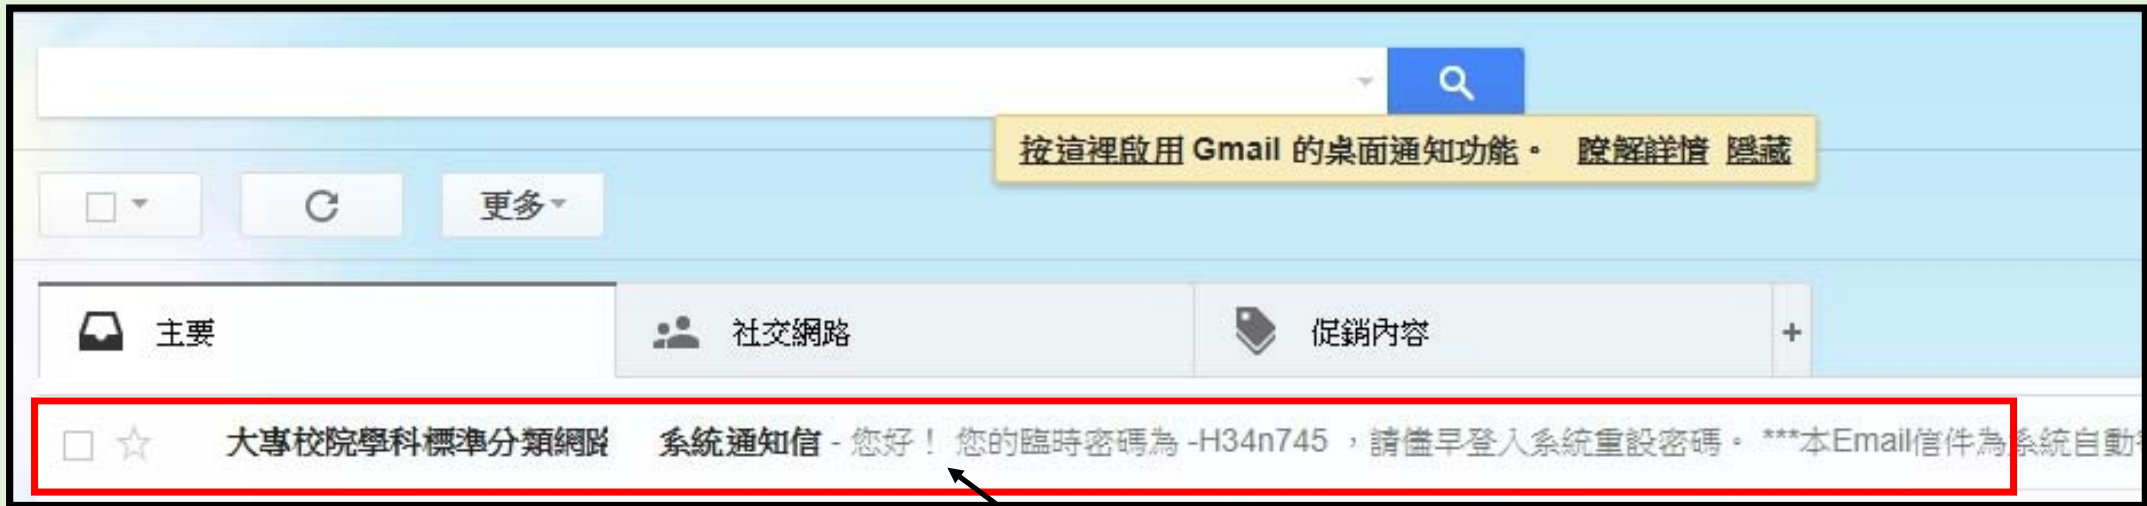 按這裡啟用 Gmail 的桌面通知功能。 瞭解詳情 隱藏
更多
主要 社交網路 促銷內容 +
大專校院學科標準分類網路 系統通知信 - 您好！ 您的臨時密碼為 -H34n745 ，請儘早登入系統重設密碼。 ***本Email信件為系統自動